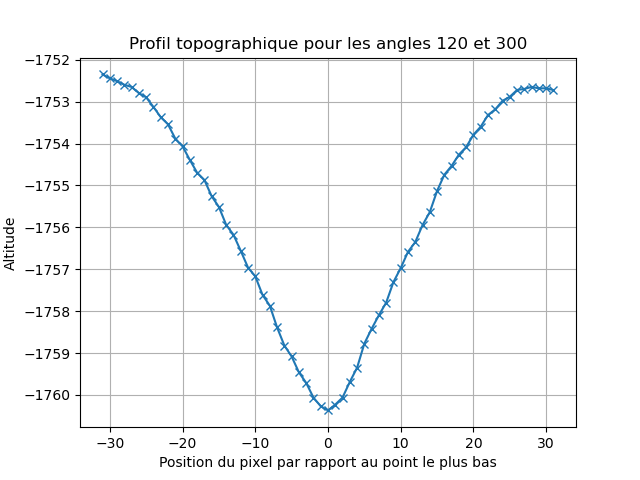 Profil topographique pour les angles 120 et 300
−1752
−1753
−1754
−1755
−1756
−1757
−1758
−1759
−1760
Altitude
−30 −20 −10 0 10 20 30
Position du pixel par rapport au point le plus bas